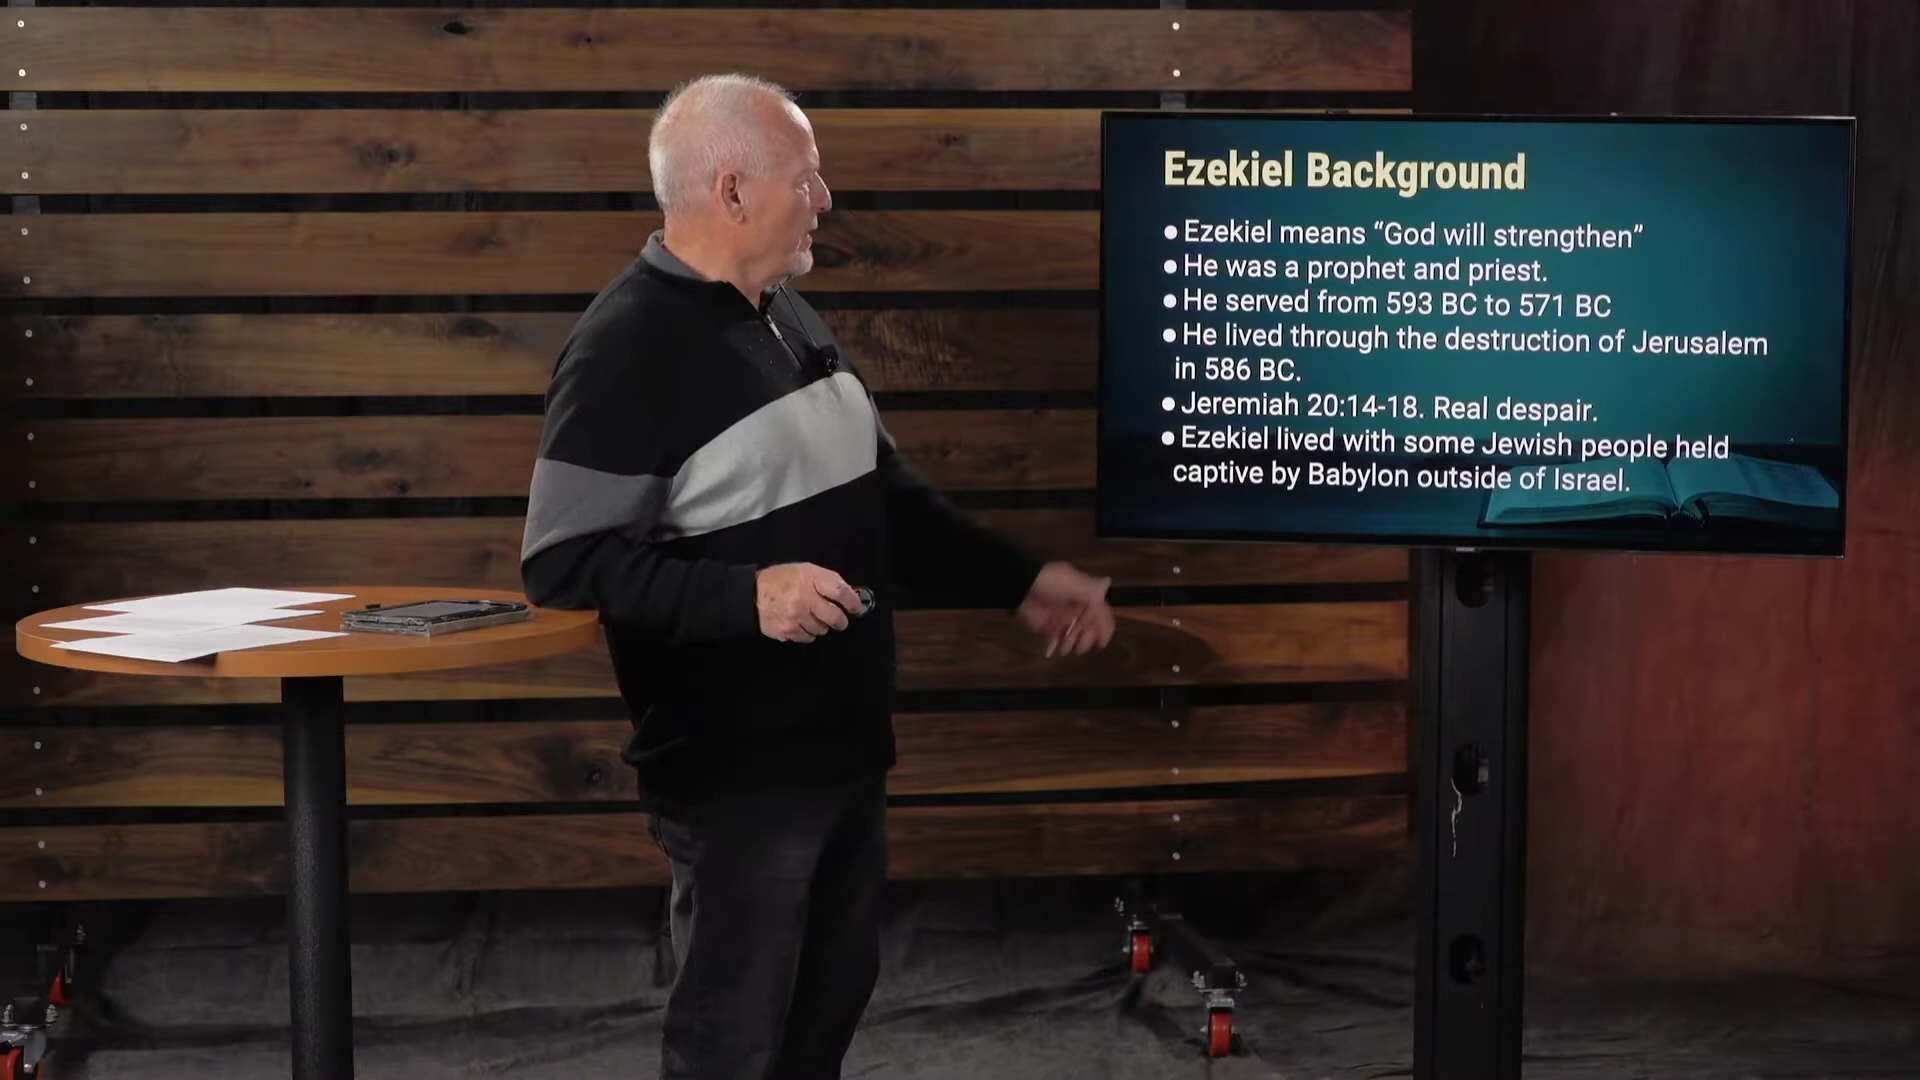 Ezekiel Background
● Ezekiel means “God will strengthen”
● He was a prophet and priest.
● He served from 593 BC to 571 BC
● He lived through the destruction of Jerusalem
in 586 BC.
● Jeremiah 20:14-18. Real despair.
● Ezekiel lived with some Jewish people held
captive by Babylon outside of Israel.